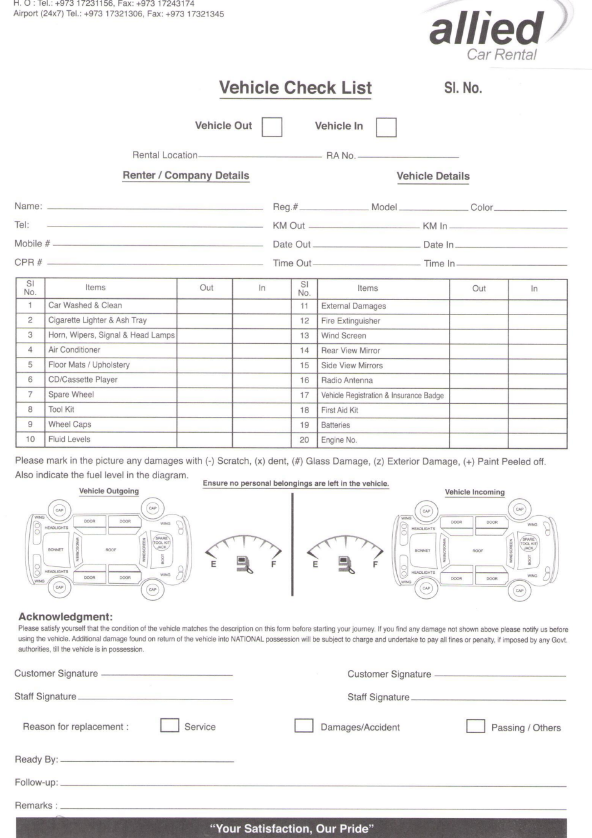 H. O : Tel.: +973 17231156, Fax: +973 17243174
Airport (24x7) Tel.: +973 17321306, Fax: +973 17321345
allied
Car Rental
Vehicle Check List Sl. No.
Vehicle Out Vehicle In
Rental Location RA No.
Renter / Company Details Vehicle Details
Name: Reg.# Model Color
Tel: KM Out KM In
Mobile # Date Out Date In
CPR # Time Out Time In
Sl No. Items Out In Sl No. Items Out In
1 Car Washed & Clean 11 External Damages
2 Cigarette Lighter & Ash Tray 12 Fire Extinguisher
3 Horn, Wipers, Signal & Head Lamps 13 Wind Screen
4 Air Conditioner 14 Rear View Mirror
5 Floor Mats / Upholstery 15 Side View Mirrors
6 CD/Cassette Player 16 Radio Antenna
7 Spare Wheel 17 Vehicle Registration & Insurance Badge
8 Tool Kit 18 First Aid Kit
9 Wheel Caps 19 Batteries
10 Fluid Levels 20 Engine No.
Please mark in the picture any damages with (-) Scratch, (x) dent, (#) Glass Damage, (z) Exterior Damage, (+) Paint Peeled off.
Also indicate the fuel level in the diagram.
Ensure no personal belongings are left in the vehicle.
Vehicle Outgoing Vehicle Incoming
CAP CAP CAP CAP
WING DOOR DOOR WING WING DOOR DOOR WING
HEADLIGHTS HEADLIGHTS
BONNET WINDSCREEN ROOF WINDSCREEN SPARE TOOL KIT JACK BOOT E F E F BONNET WINDSCREEN ROOF WINDSCREEN SPARE TOOL KIT JACK BOOT
HEADLIGHTS HEADLIGHTS
WING DOOR DOOR WING WING DOOR DOOR WING
CAP CAP CAP CAP
Acknowledgment:
Please satisfy yourself that the condition of the vehicle matches the description on this form before starting your journey. If you find any damage not shown above please notify us before
using the vehicle. Additional damage found on return of the vehicle into NATIONAL possession will be subject to charge and undertake to pay all fines or penalty, if imposed by any Govt.
authorities, till the vehicle is in possession.
Customer Signature Customer Signature
Staff Signature Staff Signature
Reason for replacement : Service Damages/Accident Passing / Others
Ready By:
Follow-up:
Remarks :
"Your Satisfaction, Our Pride"